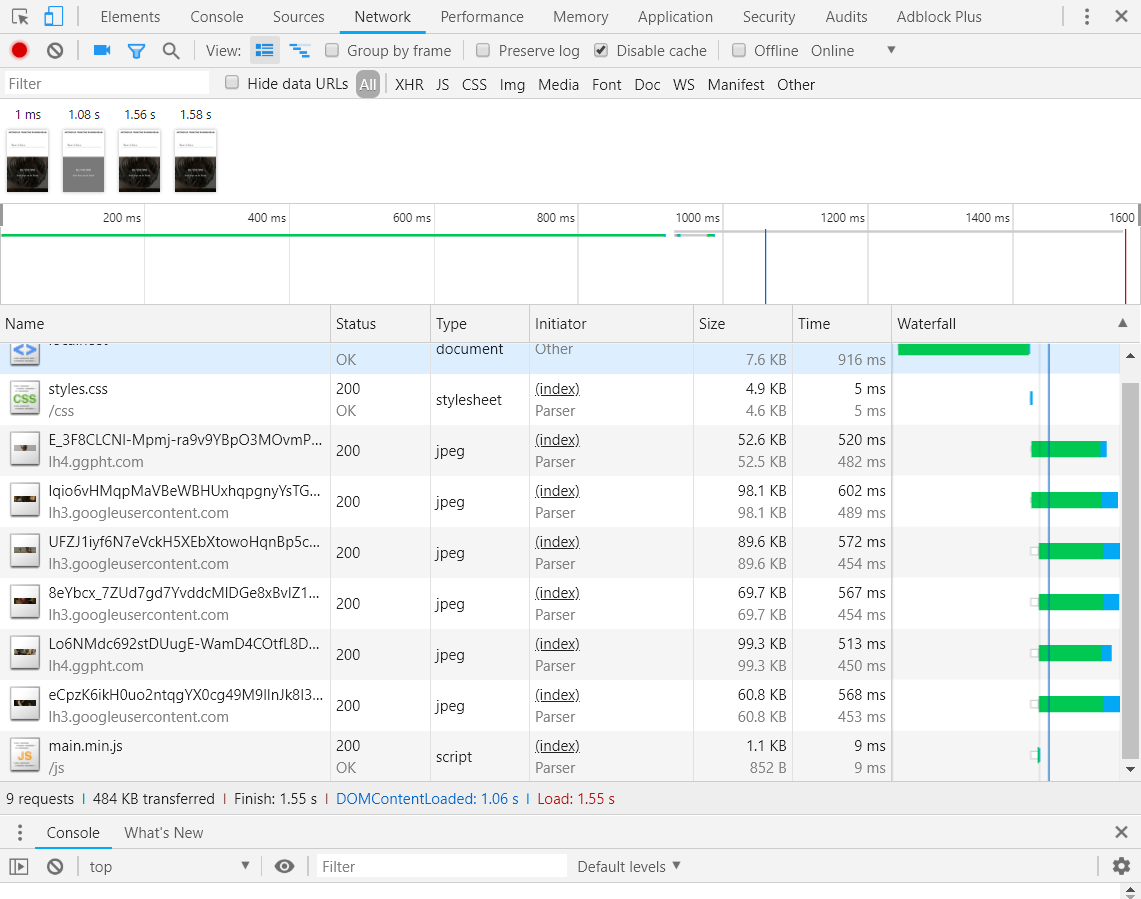 Elements Console Sources Network Performance Memory Application Security Audits Adblock Plus
View: Group by frame Preserve log Disable cache Offline Online
Filter Hide data URLs All XHR JS CSS Img Media Font Doc WS Manifest Other
1 ms 1.08 s 1.56 s 1.58 s
200 ms 400 ms 600 ms 800 ms 1000 ms 1200 ms 1400 ms 1600
Name Status Type Initiator Size Time Waterfall
document Other
OK 7.6 KB 916 ms
styles.css 200 stylesheet (index) 4.9 KB 5 ms
/css OK Parser 4.6 KB 5 ms
E_3F8CLCNI-Mpmj-ra9v9YBpO3MOvmP... 200 jpeg (index) 52.6 KB 520 ms
lh4.ggpht.com Parser 52.5 KB 482 ms
Iqio6vHMqpMaVBeWBHUxhqpgnyYsTG... 200 jpeg (index) 98.1 KB 602 ms
lh3.googleusercontent.com Parser 98.1 KB 489 ms
UFZJ1iyf6N7eVckH5XEbXtowoHqnBp5c... 200 jpeg (index) 89.6 KB 572 ms
lh3.googleusercontent.com Parser 89.6 KB 454 ms
8eYbcx_7ZUd7gd7YvddcMIDGe8xBvlZ1... 200 jpeg (index) 69.7 KB 567 ms
lh3.googleusercontent.com Parser 69.7 KB 454 ms
Lo6NMdc692stDUugE-WamD4COtfL8D... 200 jpeg (index) 99.3 KB 513 ms
lh4.ggpht.com Parser 99.3 KB 450 ms
eCpzK6ikH0uo2ntqgYX0cg49M9IInJk8I3... 200 jpeg (index) 60.8 KB 568 ms
lh3.googleusercontent.com Parser 60.8 KB 453 ms
main.min.js 200 script (index) 1.1 KB 9 ms
/js OK Parser 852 B 9 ms
9 requests | 484 KB transferred | Finish: 1.55 s | DOMContentLoaded: 1.06 s | Load: 1.55 s
Console What's New
top Filter Default levels